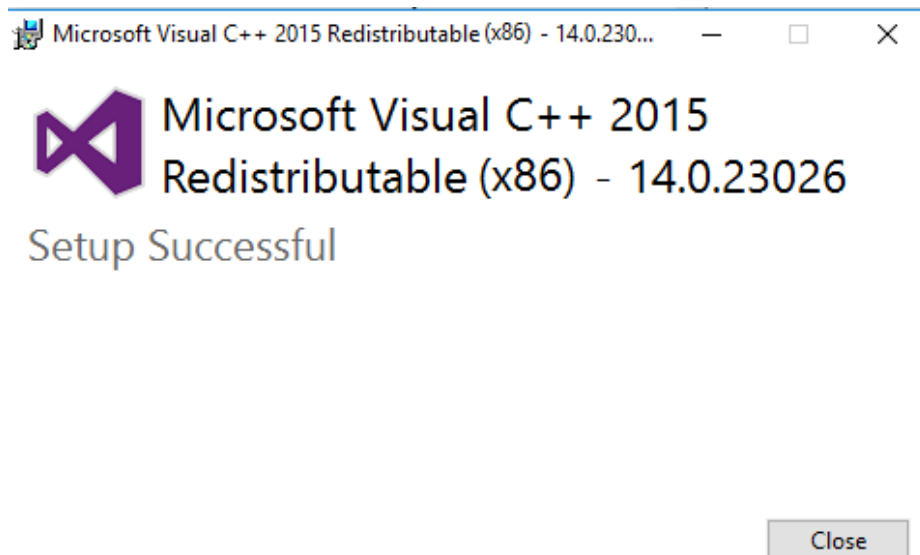 Microsoft Visual C++ 2015 Redistributable (x86) - 14.0.230...
Microsoft Visual C++ 2015
Redistributable (x86) - 14.0.23026
Setup Successful
Close